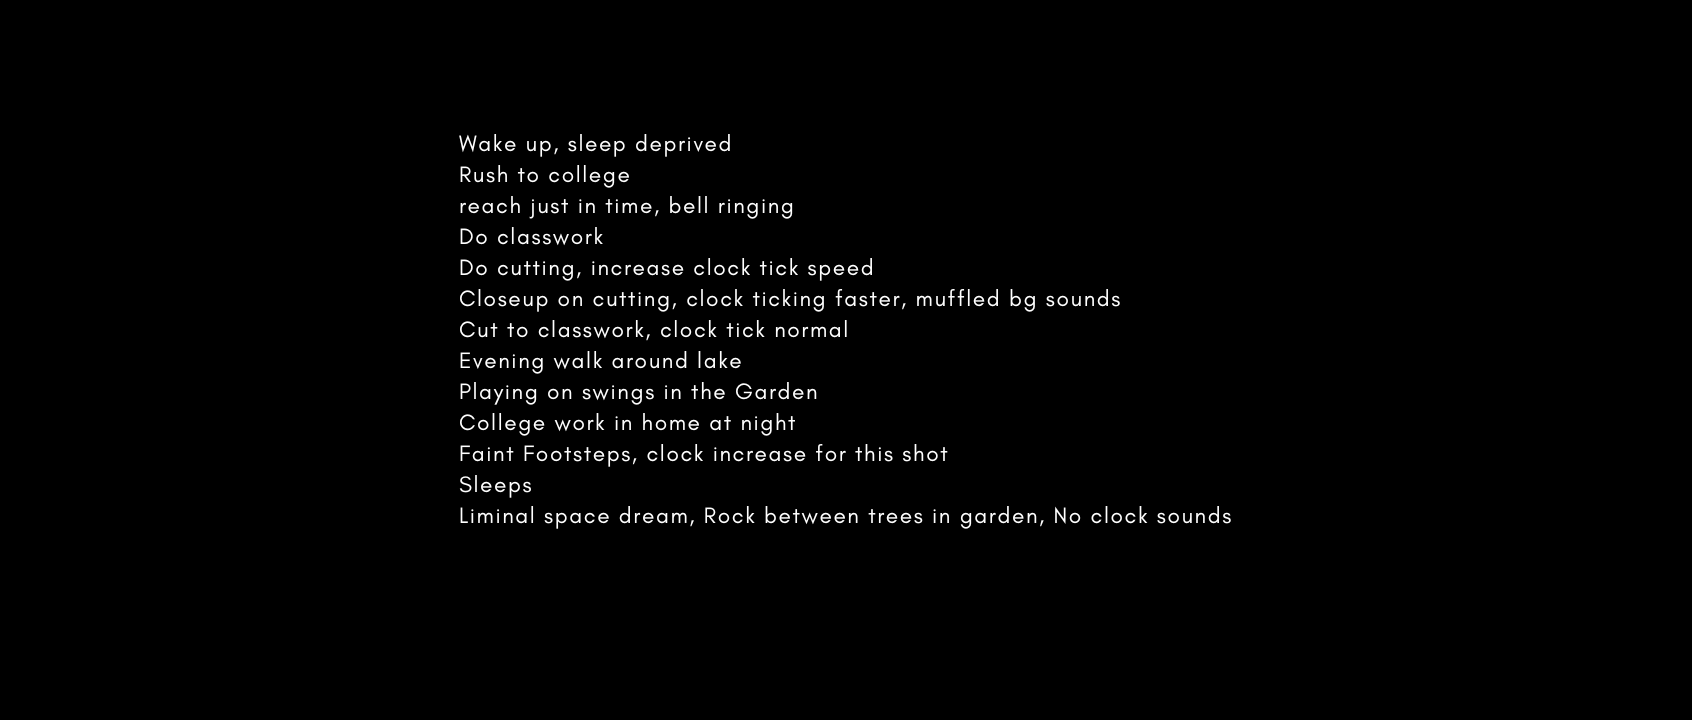 Wake up, sleep deprived
Rush to college
reach just in time, bell ringing
Do classwork
Do cutting, increase clock tick speed
Closeup on cutting, clock ticking faster, muffled bg sounds
Cut to classwork, clock tick normal
Evening walk around lake
Playing on swings in the Garden
College work in home at night
Faint Footsteps, clock increase for this shot
Sleeps
Liminal space dream, Rock between trees in garden, No clock sounds